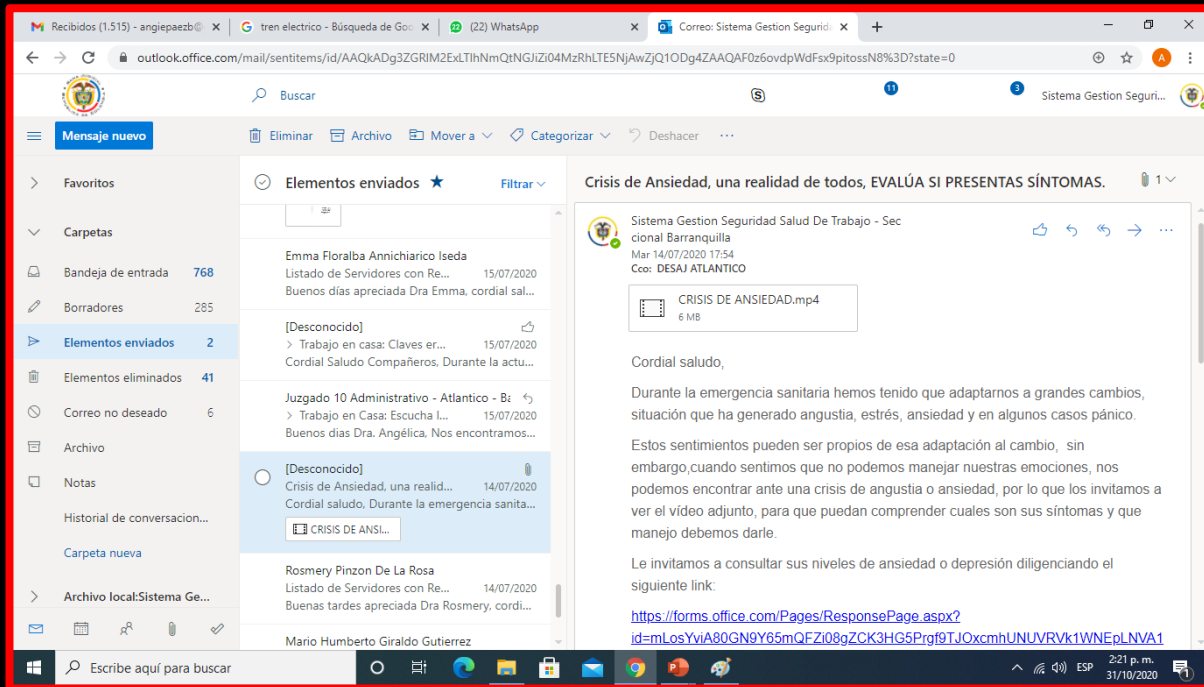 Recibidos (1.515) - angiepaezb@
tren electrico - Búsqueda de Goo
(22) WhatsApp
Correo: Sistema Gestion Segurida
outlook.office.com/mail/sentitems/id/AAQkADg3ZGRlM2ExLTlhNmQtNGJiZi04MzRhLTE5NjAwZjQ1ODg4ZAAQAF0z6ovdpWdFsx9pitossN8%3D?state=0
A
Buscar
11
3
Sistema Gestion Seguri...
Mensaje nuevo
Eliminar
Archivo
Mover a
Categorizar
Deshacer
...
Favoritos
Carpetas
Bandeja de entrada 768
Borradores 285
Elementos enviados 2
Elementos eliminados 41
Correo no deseado 6
Archivo
Notas
Historial de conversacion...
Carpeta nueva
Archivo local:Sistema Ge...
Elementos enviados
Filtrar
Emma Floralba Annichiarico Iseda
Listado de Servidores con Re... 15/07/2020
Buenos días apreciada Dra Emma, cordial sal...
[Desconocido]
> Trabajo en casa: Claves er... 15/07/2020
Cordial Saludo Compañeros, Durante la actu...
Juzgado 10 Administrativo - Atlantico - Ba
> Trabajo en Casa: Escucha l... 15/07/2020
Buenos dias Dra. Angélica, Nos encontramos...
[Desconocido]
Crisis de Ansiedad, una realid... 14/07/2020
Cordial saludo, Durante la emergencia sanita...
CRISIS DE ANSI...
Rosmery Pinzon De La Rosa
Listado de Servidores con Re... 14/07/2020
Buenas tardes apreciada Dra Rosmery, cordi...
Mario Humberto Giraldo Gutierrez
Crisis de Ansiedad, una realidad de todos, EVALÚA SI PRESENTAS SÍNTOMAS.
1
Sistema Gestion Seguridad Salud De Trabajo - Sec
cional Barranquilla
Mar 14/07/2020 17:54
Cco: DESAJ ATLANTICO
CRISIS DE ANSIEDAD.mp4
6 MB
Cordial saludo,
Durante la emergencia sanitaria hemos tenido que adaptarnos a grandes cambios,
situación que ha generado angustia, estrés, ansiedad y en algunos casos pánico.
Estos sentimientos pueden ser propios de esa adaptación al cambio, sin
embargo,cuando sentimos que no podemos manejar nuestras emociones, nos
podemos encontrar ante una crisis de angustia o ansiedad, por lo que los invitamos a
ver el vídeo adjunto, para que puedan comprender cuales son sus síntomas y que
manejo debemos darle.
Le invitamos a consultar sus niveles de ansiedad o depresión diligenciando el
siguiente link:
https://forms.office.com/Pages/ResponsePage.aspx?
id=mLosYviA80GN9Y65mQFZi08gZCK3HG5Prgf9TJOxcmhUNUVRVk1WNEpLNVA1
Escribe aquí para buscar
ESP
2:21 p. m.
31/10/2020